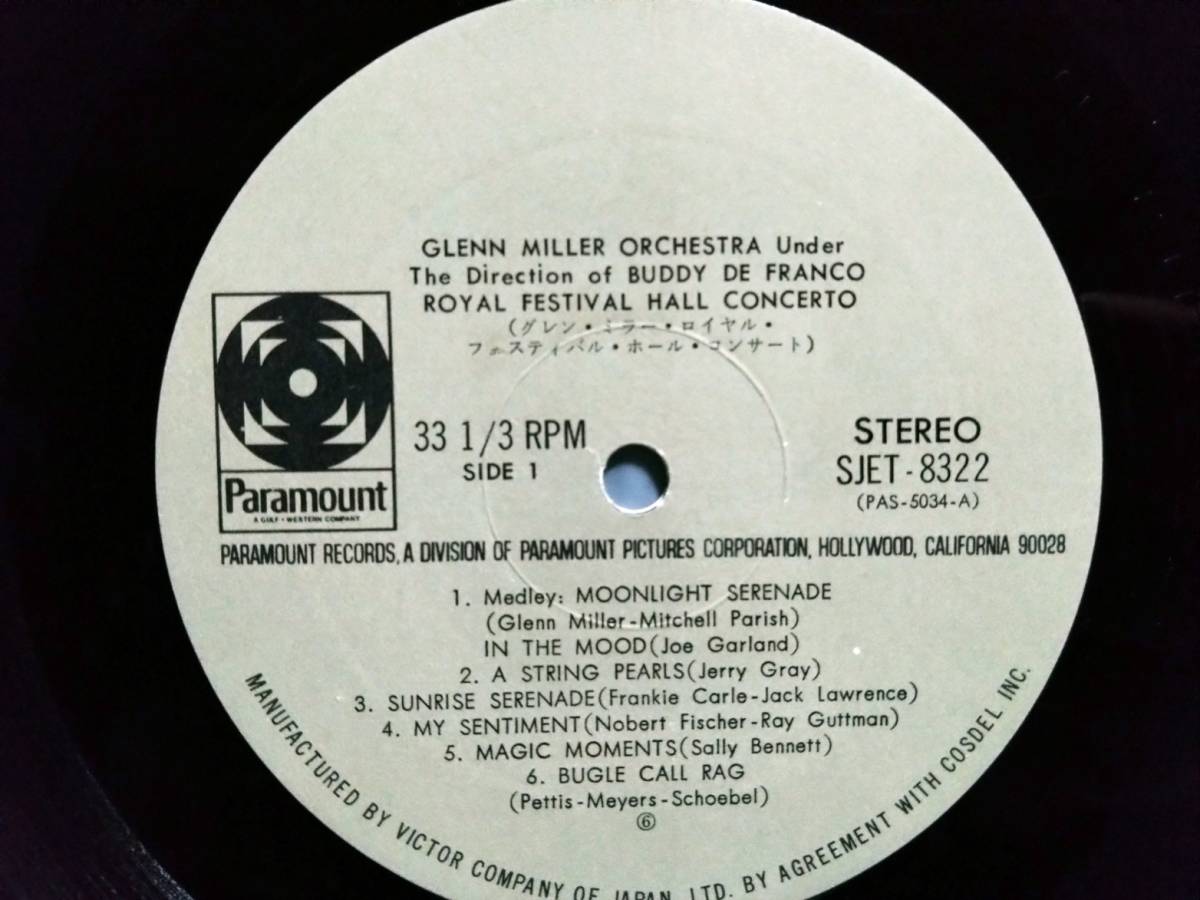 GLENN MILLER ORCHESTRA Under
The Direction of BUDDY DE FRANCO
ROYAL FESTIVAL HALL CONCERTO
(グレン・ミラー・ロイヤル・
フェスティバル・ホール・コンサート)
Paramount
A GULF + WESTERN COMPANY
33 1/3 RPM
SIDE 1
STEREO
SJET-8322
(PAS-5034-A)
PARAMOUNT RECORDS, A DIVISION OF PARAMOUNT PICTURES CORPORATION, HOLLYWOOD, CALIFORNIA 90028
1. Medley: MOONLIGHT SERENADE
(Glenn Miller-Mitchell Parish)
IN THE MOOD(Joe Garland)
2. A STRING PEARLS(Jerry Gray)
3. SUNRISE SERENADE(Frankie Carle-Jack Lawrence)
4. MY SENTIMENT(Nobert Fischer-Ray Guttman)
5. MAGIC MOMENTS(Sally Bennett)
6. BUGLE CALL RAG
(Pettis-Meyers-Schoebel)
⑥
MANUFACTURED BY VICTOR COMPANY OF JAPAN, LTD. BY AGREEMENT WITH COSDEL INC.